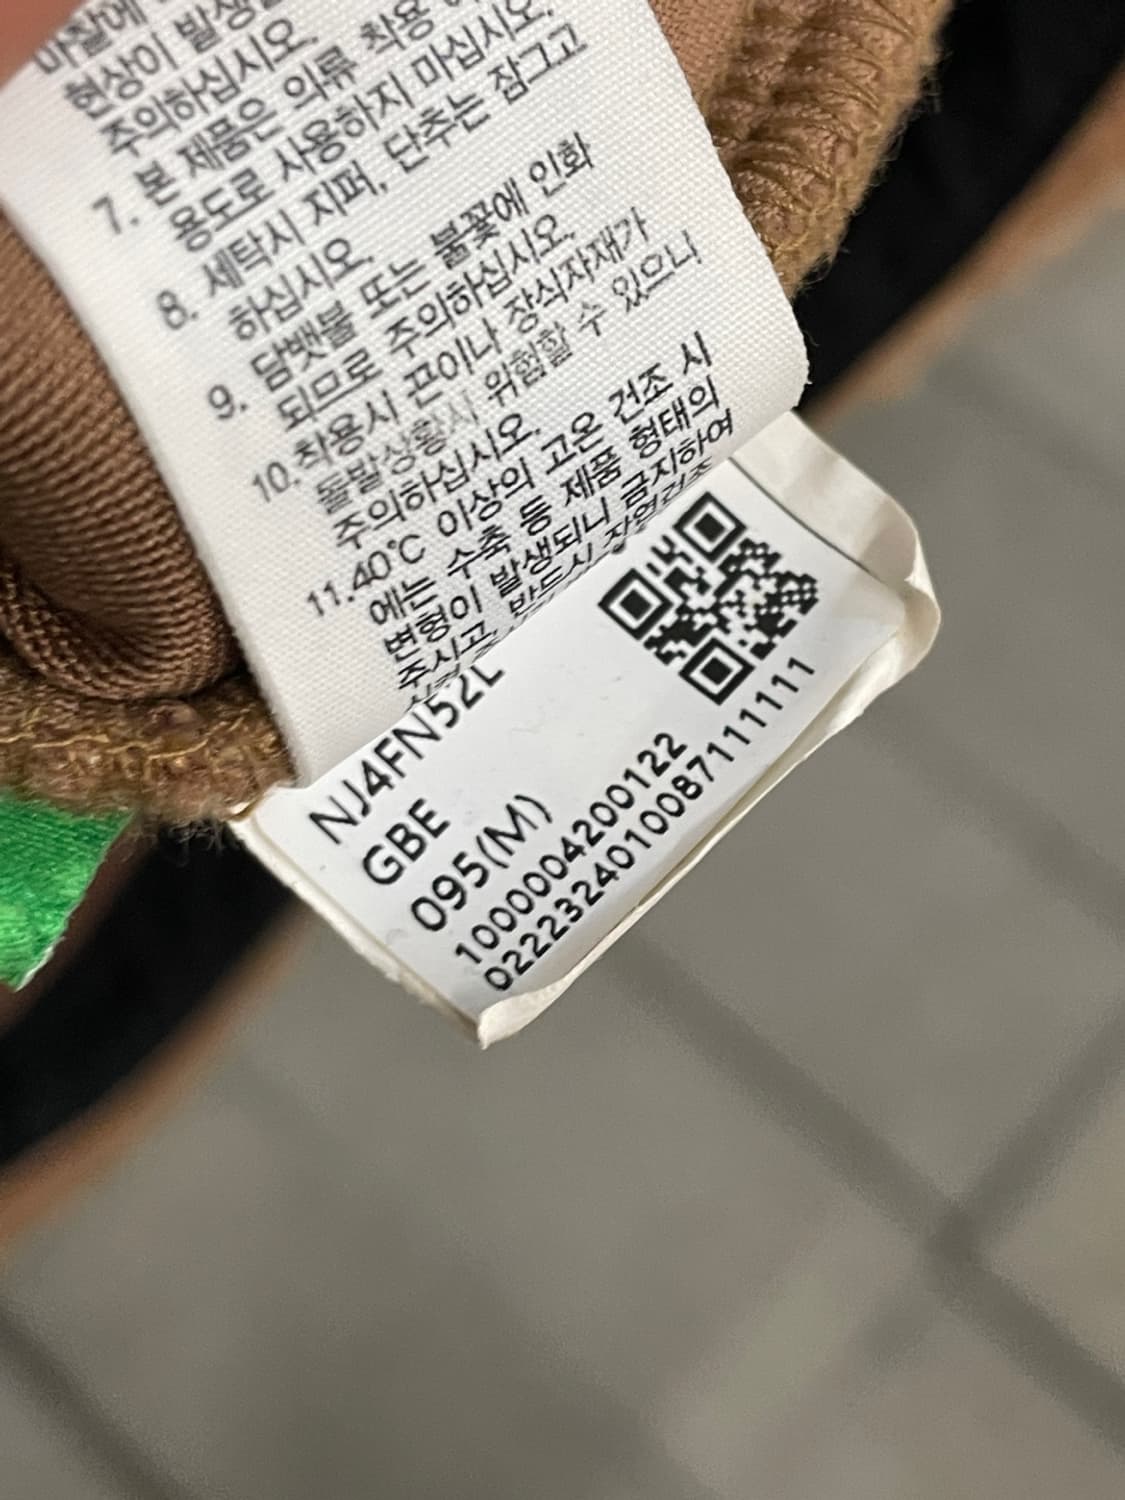 현상이 발생
주의하십시오.
7. 본 제품은 의류 착용
용도로 사용하지 마십시오.
8. 세탁시 지퍼, 단추는 잠그고
하십시오.
9. 담뱃불 또는 불꽃에 인화
되므로 주의하십시오.
10. 착용시 끈이나 장식자재가
돌발상황시 위험할 수 있으니
주의하십시오.
11. 40℃ 이상의 고온 건조 시
에는 수축 등 제품 형태의
변형이 발생되니 금지하여
주시고, 반드시 자연건조
NJ4FN52L
GBE
095(M)
1000004200122
0222324010087111111